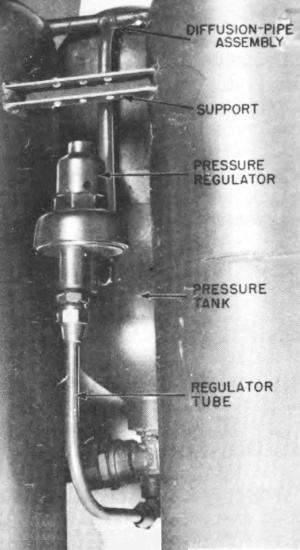 DIFFUSION-PIPE
ASSEMBLY
SUPPORT
PRESSURE
REGULATOR
PRESSURE
TANK
REGULATOR
TUBE